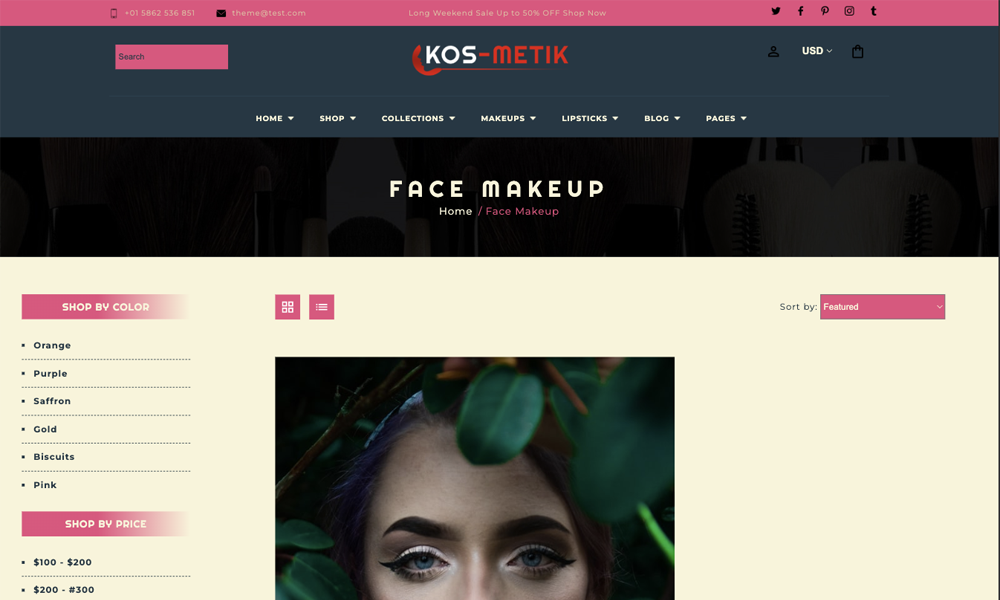 +01 5862 536 851 theme@test.com Long Weekend Sale Up to 50% OFF Shop Now
Search
KOS-METIK
USD
HOME SHOP COLLECTIONS MAKEUPS LIPSTICKS BLOG PAGES
FACE MAKEUP
Home / Face Makeup
SHOP BY COLOR
Sort by: Featured
Orange
Purple
Saffron
Gold
Biscuits
Pink
SHOP BY PRICE
$100 - $200
$200 - #300